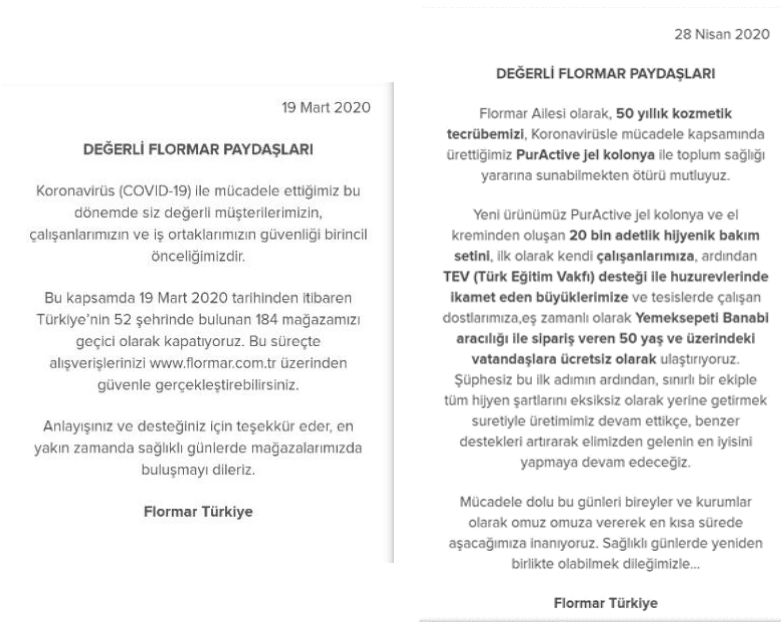 19 Mart 2020
DEĞERLİ FLORMAR PAYDAŞLARI
Koronavirüs (COVID-19) ile mücadele ettiğimiz bu
dönemde siz değerli müşterilerimizin,
çalışanlarımızın ve iş ortaklarımızın güvenliği birincil
önceliğimizdir.
Bu kapsamda 19 Mart 2020 tarihinden itibaren
Türkiye'nin 52 şehrinde bulunan 184 mağazamızı
geçici olarak kapatıyoruz. Bu süreçte
alışverişlerinizi www.flormar.com.tr üzerinden
güvenle gerçekleştirebilirsiniz.
Anlayışınız ve desteğiniz için teşekkür eder, en
yakın zamanda sağlıklı günlerde mağazalarımızda
buluşmayı dileriz.
Flormar Türkiye
28 Nisan 2020
DEĞERLİ FLORMAR PAYDAŞLARI
Flormar Ailesi olarak, 50 yıllık kozmetik
tecrübemizi, Koronavirüsle mücadele kapsamında
ürettiğimiz PurActive jel kolonya ile toplum sağlığı
yararına sunabilmekten ötürü mutluyuz.
Yeni ürünümüz PurActive jel kolonya ve el
kreminden oluşan 20 bin adetlik hijyenik bakım
setini, ilk olarak kendi çalışanlarımıza, ardından
TEV (Türk Eğitim Vakfı) desteği ile huzurevlerinde
ikamet eden büyüklerimize ve tesislerde çalışan
dostlarımıza,eş zamanlı olarak Yemeksepeti Banabi
aracılığı ile sipariş veren 50 yaş ve üzerindeki
vatandaşlara ücretsiz olarak ulaştırıyoruz.
Şüphesiz bu ilk adımın ardından, sınırlı bir ekiple
tüm hijyen şartlarını eksiksiz olarak yerine getirmek
suretiyle üretimimiz devam ettikçe, benzer
destekleri artırarak elimizden gelenin en iyisini
yapmaya devam edeceğiz.
Mücadele dolu bu günleri bireyler ve kurumlar
olarak omuz omuza vererek en kısa sürede
aşacağımıza inanıyoruz. Sağlıklı günlerde yeniden
birlikte olabilmek dileğimizle...
Flormar Türkiye